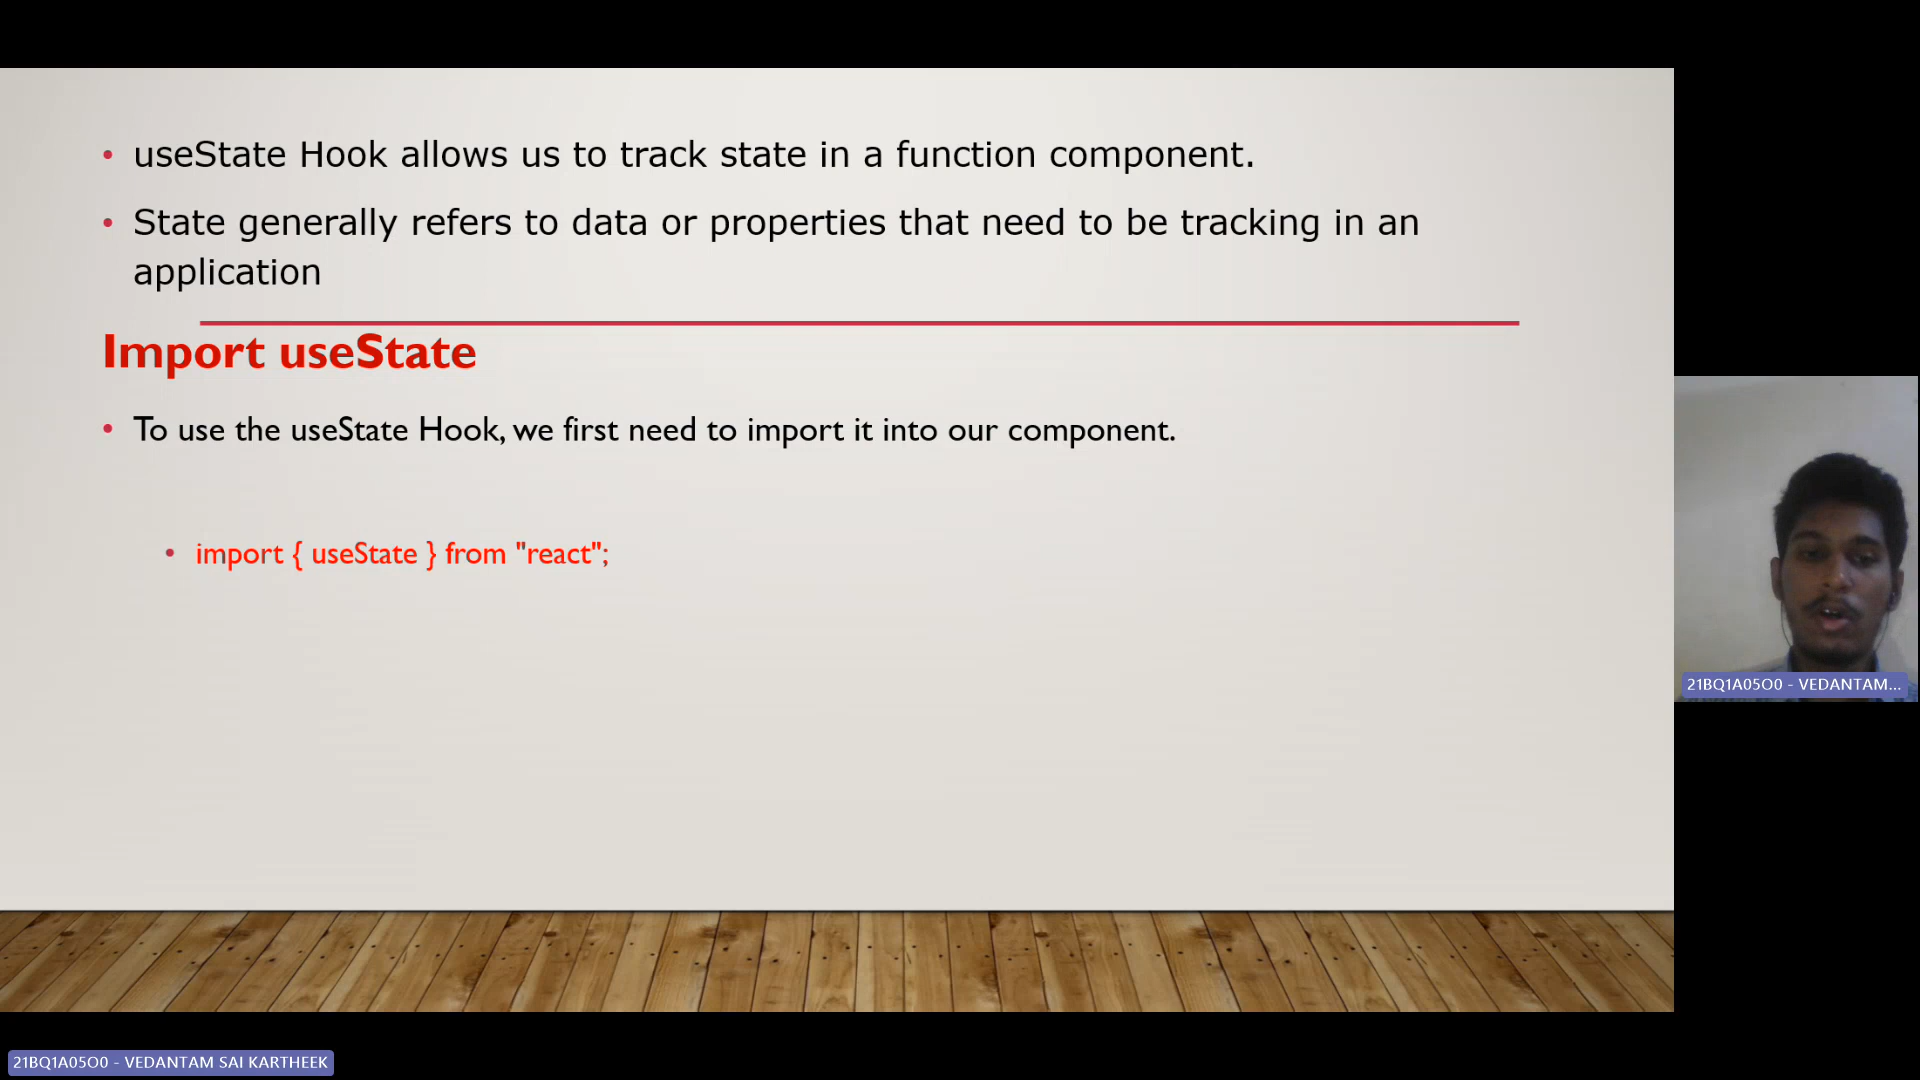 • useState Hook allows us to track state in a function component.
• State generally refers to data or properties that need to be tracking in an
application
Import useState
• To use the useState Hook, we first need to import it into our component.
• import { useState } from "react";
21BQ1A05O0 - VEDANTAM...
21BQ1A05O0 - VEDANTAM SAI KARTHEEK